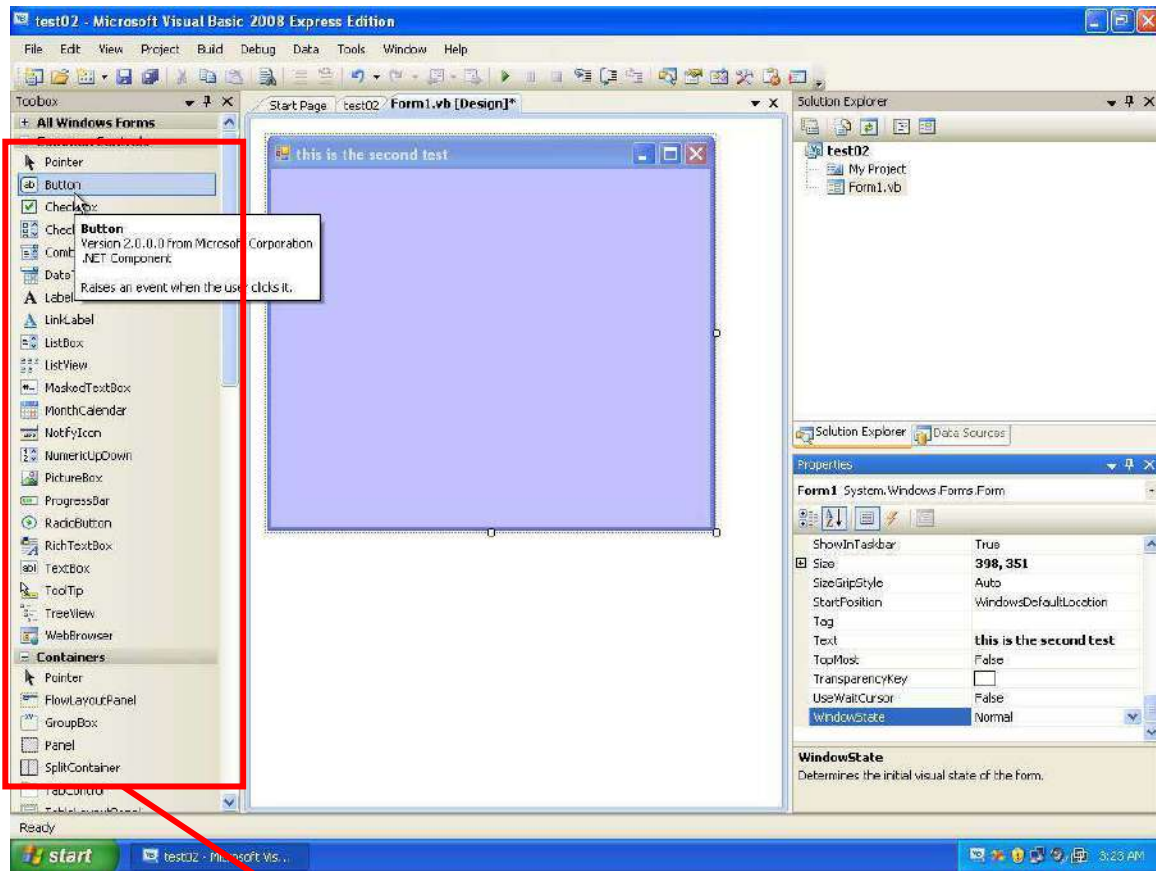 test02 - Microsoft Visual Basic 2008 Express Edition
File Edit View Project Build Debug Data Tools Window Help
Toolbox
All Windows Forms
Pointer
Button
CheckBox
Chec
Comb
DateT
Label
LinkLabel
ListBox
ListView
MaskedTextBox
MonthCalendar
NotifyIcon
NumericUpDown
PictureBox
ProgressBar
RadioButton
RichTextBox
TextBox
ToolTip
TreeView
WebBrowser
Containers
Pointer
FlowLayoutPanel
GroupBox
Panel
SplitContainer
TabControl
Button
Version 2.0.0.0 from Microsoft Corporation
.NET Component
Raises an event when the user clicks it.
Start Page test02 Form1.vb [Design]*
this is the second test
Solution Explorer
test02
My Project
Form1.vb
Solution Explorer Data Sources
Properties
Form1 System.Windows.Forms.Form
ShowInTaskbar True
Size 398, 351
SizeGripStyle Auto
StartPosition WindowsDefaultLocation
Tag
Text this is the second test
TopMost False
TransparencyKey
UseWaitCursor False
WindowState Normal
WindowState
Determines the initial visual state of the form.
Ready
start test02 - Microsoft Vis... 3:23 AM